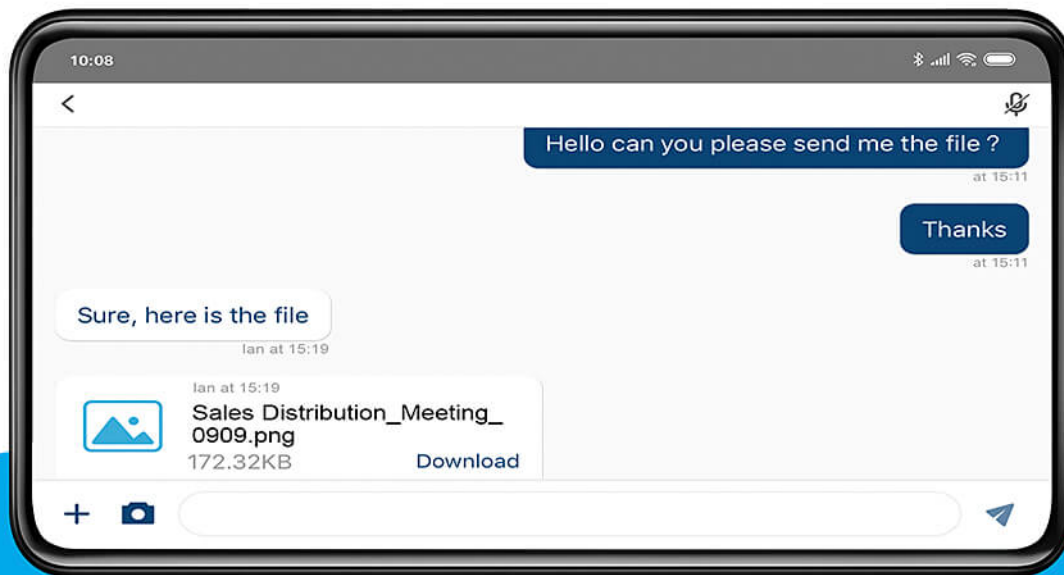 10:08
Hello can you please send me the file ?
at 15:11
Thanks
at 15:11
Sure, here is the file
Ian at 15:19
Ian at 15:19
Sales Distribution_Meeting_
0909.png
172.32KB
Download